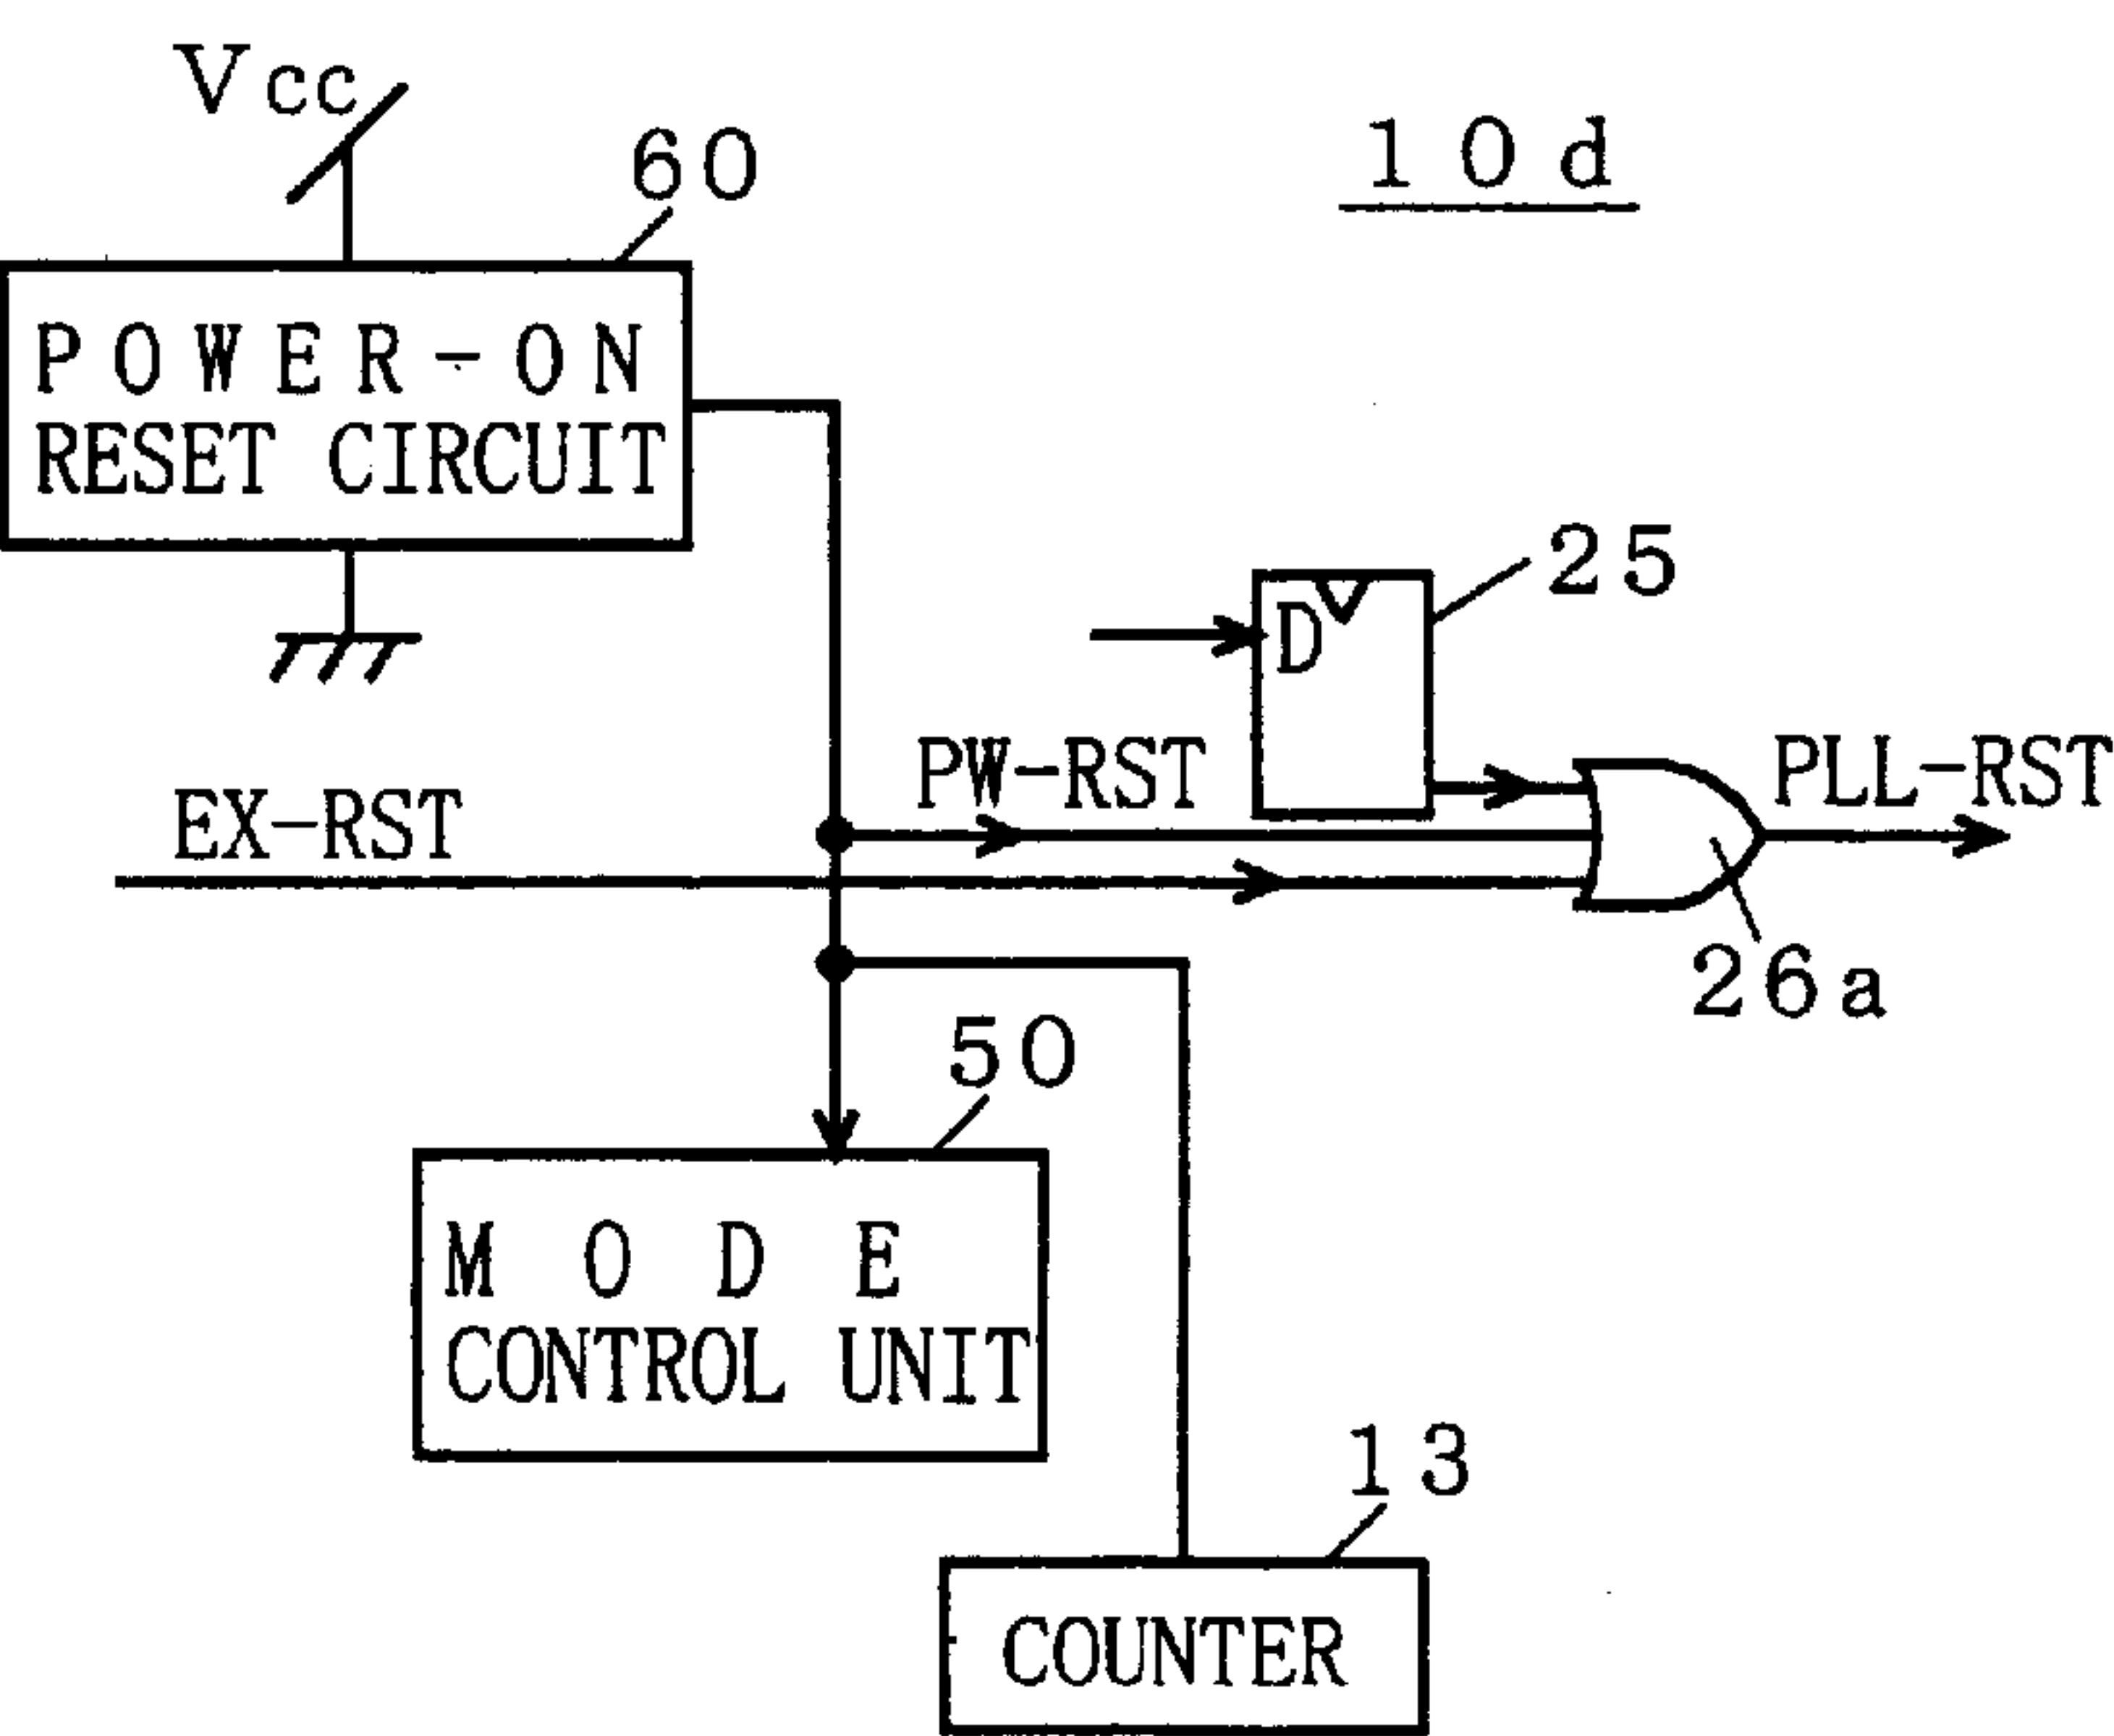 Vcc
60
10d
POWER-ON
RESET CIRCUIT
25
D
PW-RST
PLL-RST
EX-RST
26a
50
MODE
CONTROL UNIT
13
COUNTER